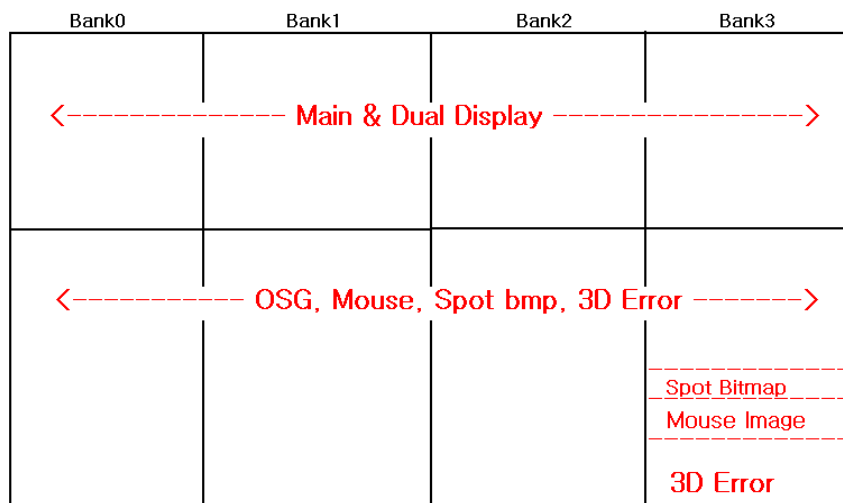 Bank0 Bank1 Bank2 Bank3
Main & Dual Display
OSG, Mouse, Spot bmp, 3D Error
Spot Bitmap
Mouse Image
3D Error